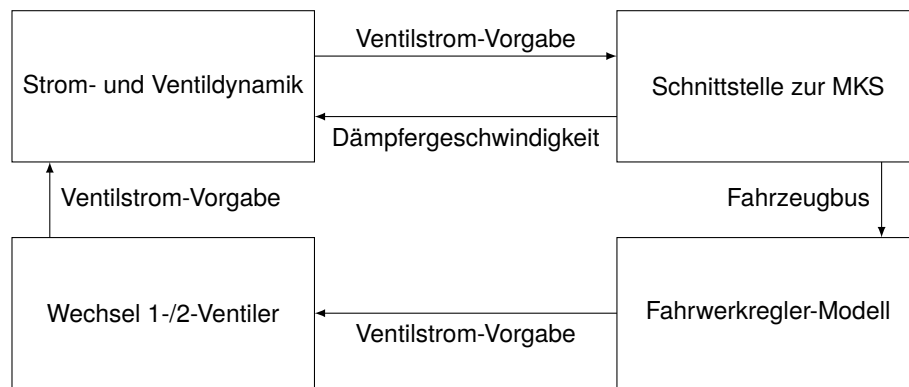 Ventilstrom-Vorgabe
Strom- und Ventildynamik
Schnittstelle zur MKS
Dämpfergeschwindigkeit
Ventilstrom-Vorgabe
Fahrzeugbus
Wechsel 1-/2-Ventiler
Fahrwerkregler-Modell
Ventilstrom-Vorgabe